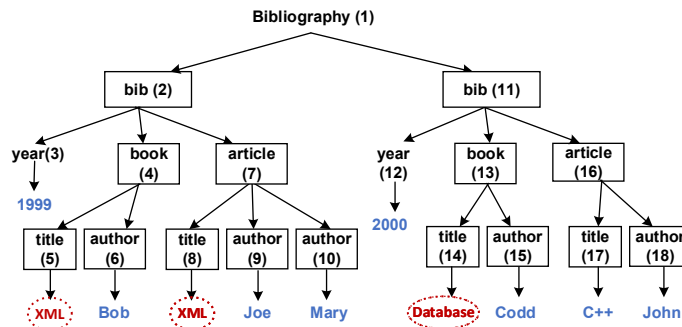 Bibliography (1)
bib (2)
bib (11)
year(3)
book
(4)
article
(7)
year
(12)
book
(13)
article
(16)
1999
2000
title
(5)
author
(6)
title
(8)
author
(9)
author
(10)
title
(14)
author
(15)
title
(17)
author
(18)
XML
Bob
XML
Joe
Mary
Database
Codd
C++
John